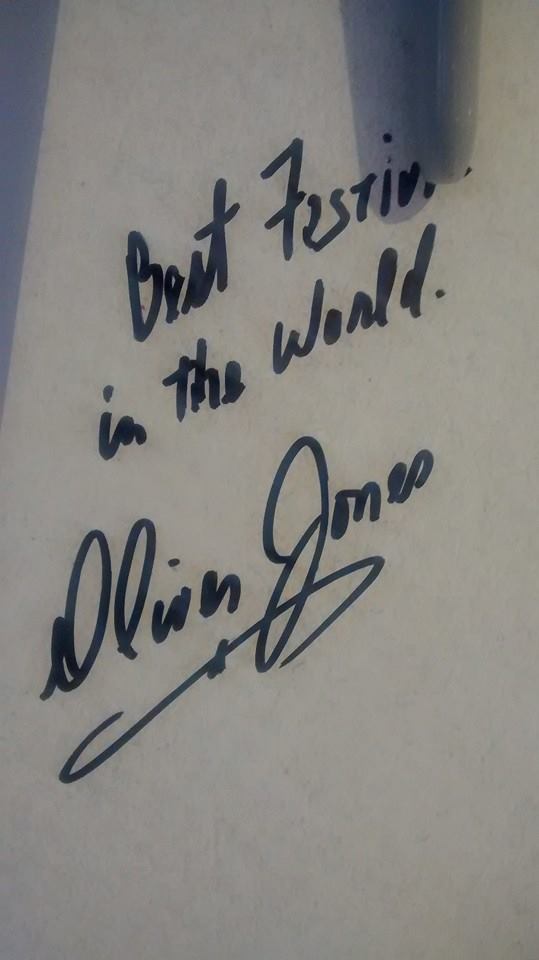 Best Festiv
in the World.
Oliver Jones